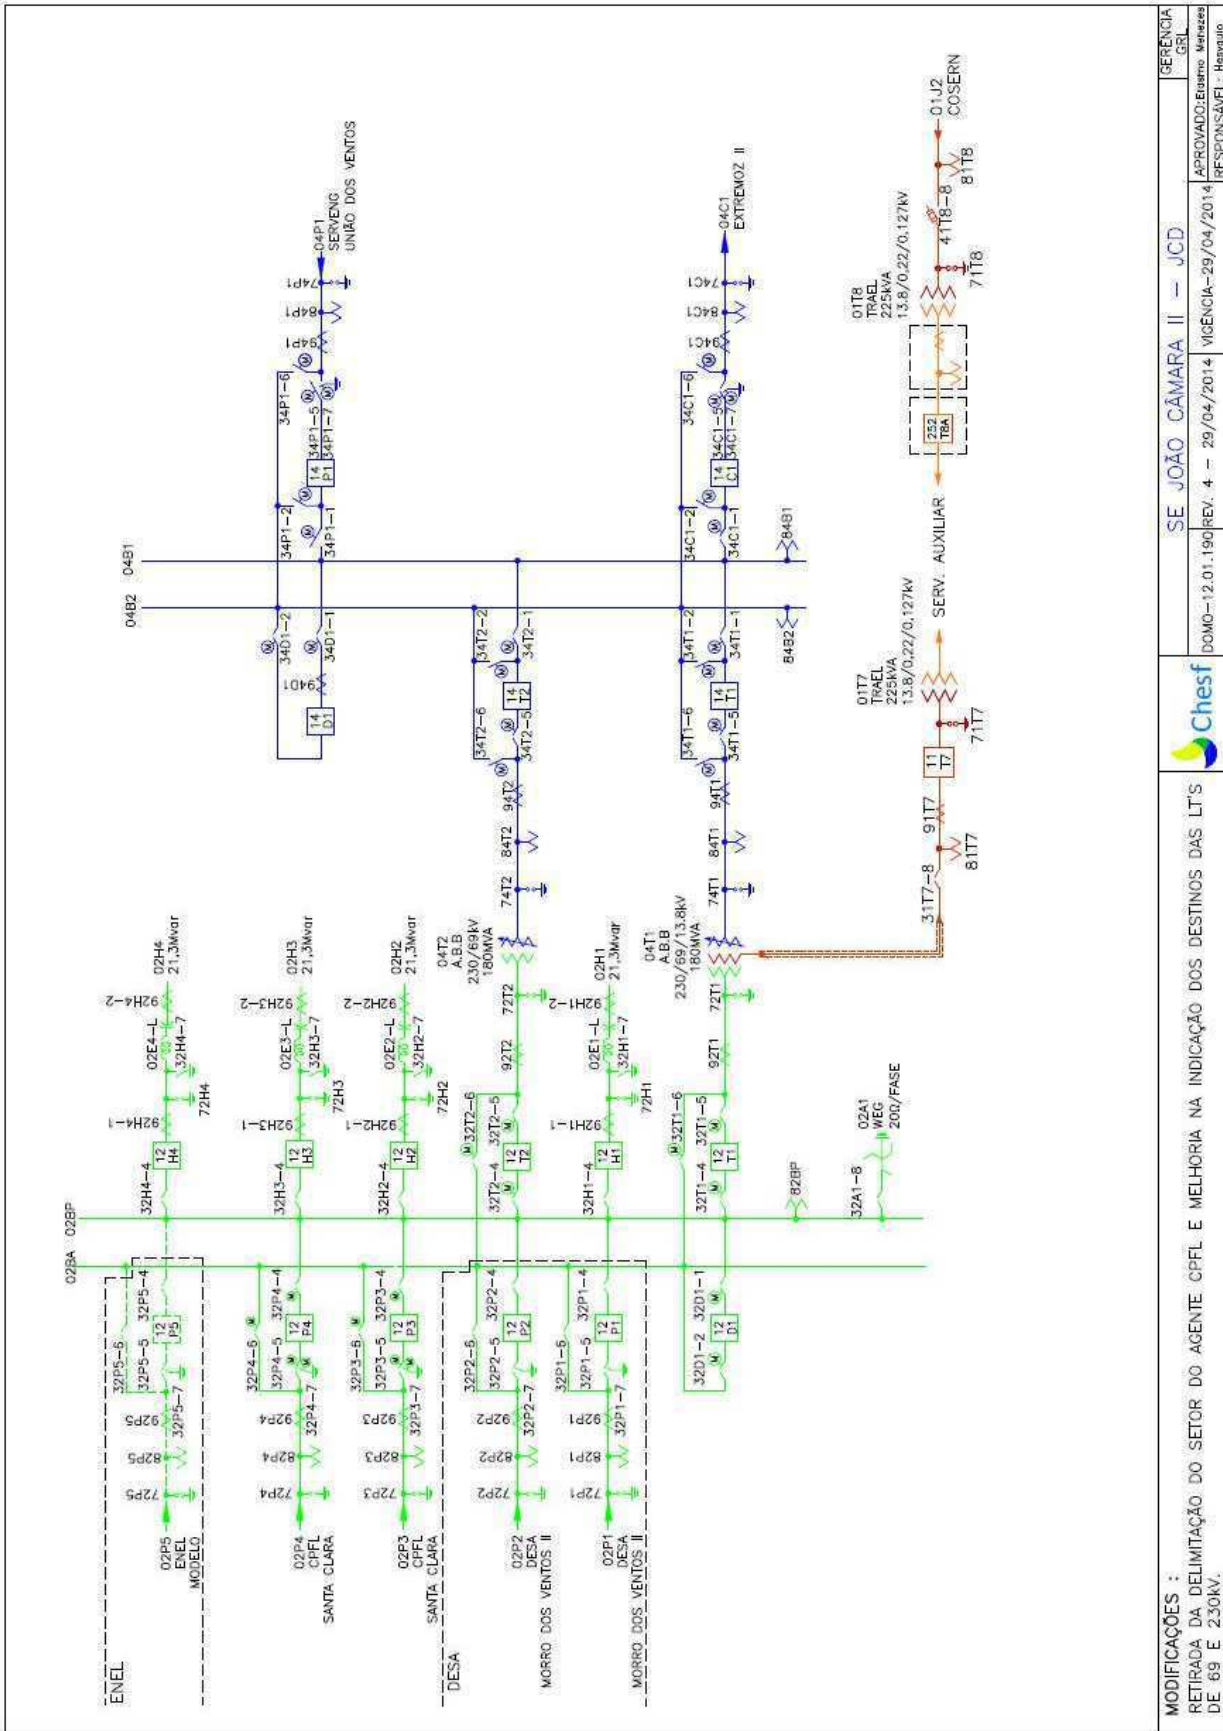 ENEL
02P5
ENEL
MODELO
72P5
82P5
92P5
32P5-7
32P5-6
32P5-5
12
P5
32P5-4
02BA
02BP
32H4-4
12
H4
92H4-1
72H4
02E4-L
32H4-7
92H4-2
02H4
21,3Mvar
02P4
CPFL
SANTA CLARA
72P4
82P4
92P4
32P4-7
32P4-6
32P4-5
12
P4
32P4-4
32H3-4
12
H3
92H3-1
72H3
02E3-L
32H3-7
92H3-2
02H3
21,3Mvar
02P3
CPFL
SANTA CLARA
72P3
82P3
92P3
32P3-7
32P3-6
32P3-5
12
P3
32P3-4
32H2-4
12
H2
92H2-1
72H2
02E2-L
32H2-7
92H2-2
02H2
21,3Mvar
DESA
02P2
DESA
MORRO DOS VENTOS II
72P2
82P2
92P2
32P2-7
32P2-6
32P2-5
12
P2
32P2-4
32T2-4
12
T2
32T2-6
32T2-5
92T2
72T2
04T2
A.B.B
230/69kV
180MVA
74T2
84T2
94T2
34T2-6
34T2-5
14
T2
34T2-2
34T2-1
02P1
DESA
MORRO DOS VENTOS II
72P1
82P1
92P1
32P1-7
32P1-6
32P1-5
12
P1
32P1-4
32H1-4
12
H1
92H1-1
72H1
02E1-L
32H1-7
92H1-2
02H1
21,3Mvar
32D1-2
12
D1
32D1-1
32T1-4
12
T1
32T1-6
32T1-5
92T1
72T1
04T1
A.B.B
230/69/13.8kV
180MVA
74T1
84T1
94T1
34T1-6
34T1-5
14
T1
34T1-2
34T1-1
82BP
32A1-8
02A1
WEG
20Ω/FASE
04B2
04B1
14
D1
94D1
34D1-2
34D1-1
34P1-2
34P1-1
14
P1
34P1-6
34P1-5
34P1-7
94P1
84P1
74P1
04P1
SERVENG
UNIÃO DOS VENTOS
34C1-2
34C1-1
14
C1
34C1-6
34C1-5
34C1-7
94C1
84C1
74C1
04C1
EXTREMOZ II
84B2
84B1
31T7-8
81T7
91T7
11
T7
71T7
01T7
TRAEL
225kVA
13.8/0,22/0,127kV
SERV. AUXILIAR
252
T8A
01T8
TRAEL
225kVA
13.8/0,22/0,127kV
71T8
41T8-8
81T8
01J2
COSERN
MODIFICAÇÕES :
RETIRADA DA DELIMITAÇÃO DO SETOR DO AGENTE CPFL E MELHORIA NA INDICAÇÃO DOS DESTINOS DAS LT'S
DE 69 E 230kV.
Chesf
SE JOÃO CÂMARA II - JCD
GERÊNCIA
GRL
DOMO-12.01.190
REV. 4 - 29/04/2014
VIGÊNCIA-29/04/2014
APROVADO:Erasmo Menezes
RESPONSÁVEL: